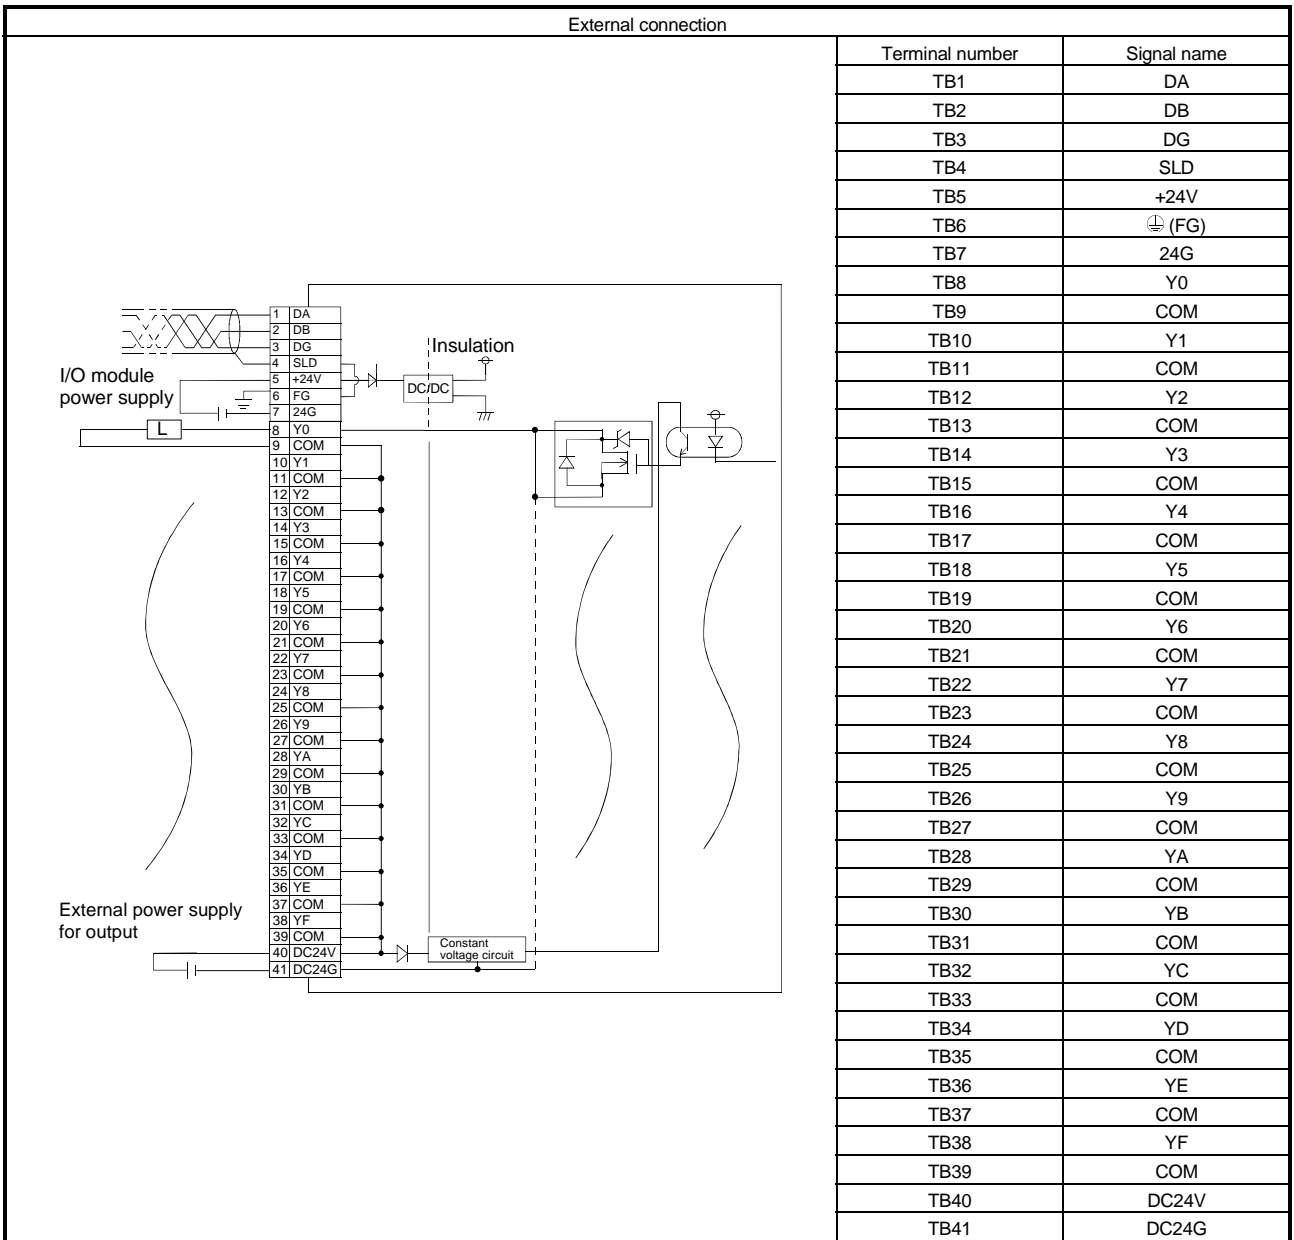 External connection
Insulation
DC/DC
I/O module
power supply
L
1 DA
2 DB
3 DG
4 SLD
5 +24V
6 FG
7 24G
8 Y0
9 COM
10 Y1
11 COM
12 Y2
13 COM
14 Y3
15 COM
16 Y4
17 COM
18 Y5
19 COM
20 Y6
21 COM
22 Y7
23 COM
24 Y8
25 COM
26 Y9
27 COM
28 YA
29 COM
30 YB
31 COM
32 YC
33 COM
34 YD
35 COM
36 YE
37 COM
38 YF
39 COM
40 DC24V
41 DC24G
External power supply
for output
Constant
voltage circuit
Terminal number Signal name
TB1 DA
TB2 DB
TB3 DG
TB4 SLD
TB5 +24V
TB6 (FG)
TB7 24G
TB8 Y0
TB9 COM
TB10 Y1
TB11 COM
TB12 Y2
TB13 COM
TB14 Y3
TB15 COM
TB16 Y4
TB17 COM
TB18 Y5
TB19 COM
TB20 Y6
TB21 COM
TB22 Y7
TB23 COM
TB24 Y8
TB25 COM
TB26 Y9
TB27 COM
TB28 YA
TB29 COM
TB30 YB
TB31 COM
TB32 YC
TB33 COM
TB34 YD
TB35 COM
TB36 YE
TB37 COM
TB38 YF
TB39 COM
TB40 DC24V
TB41 DC24G